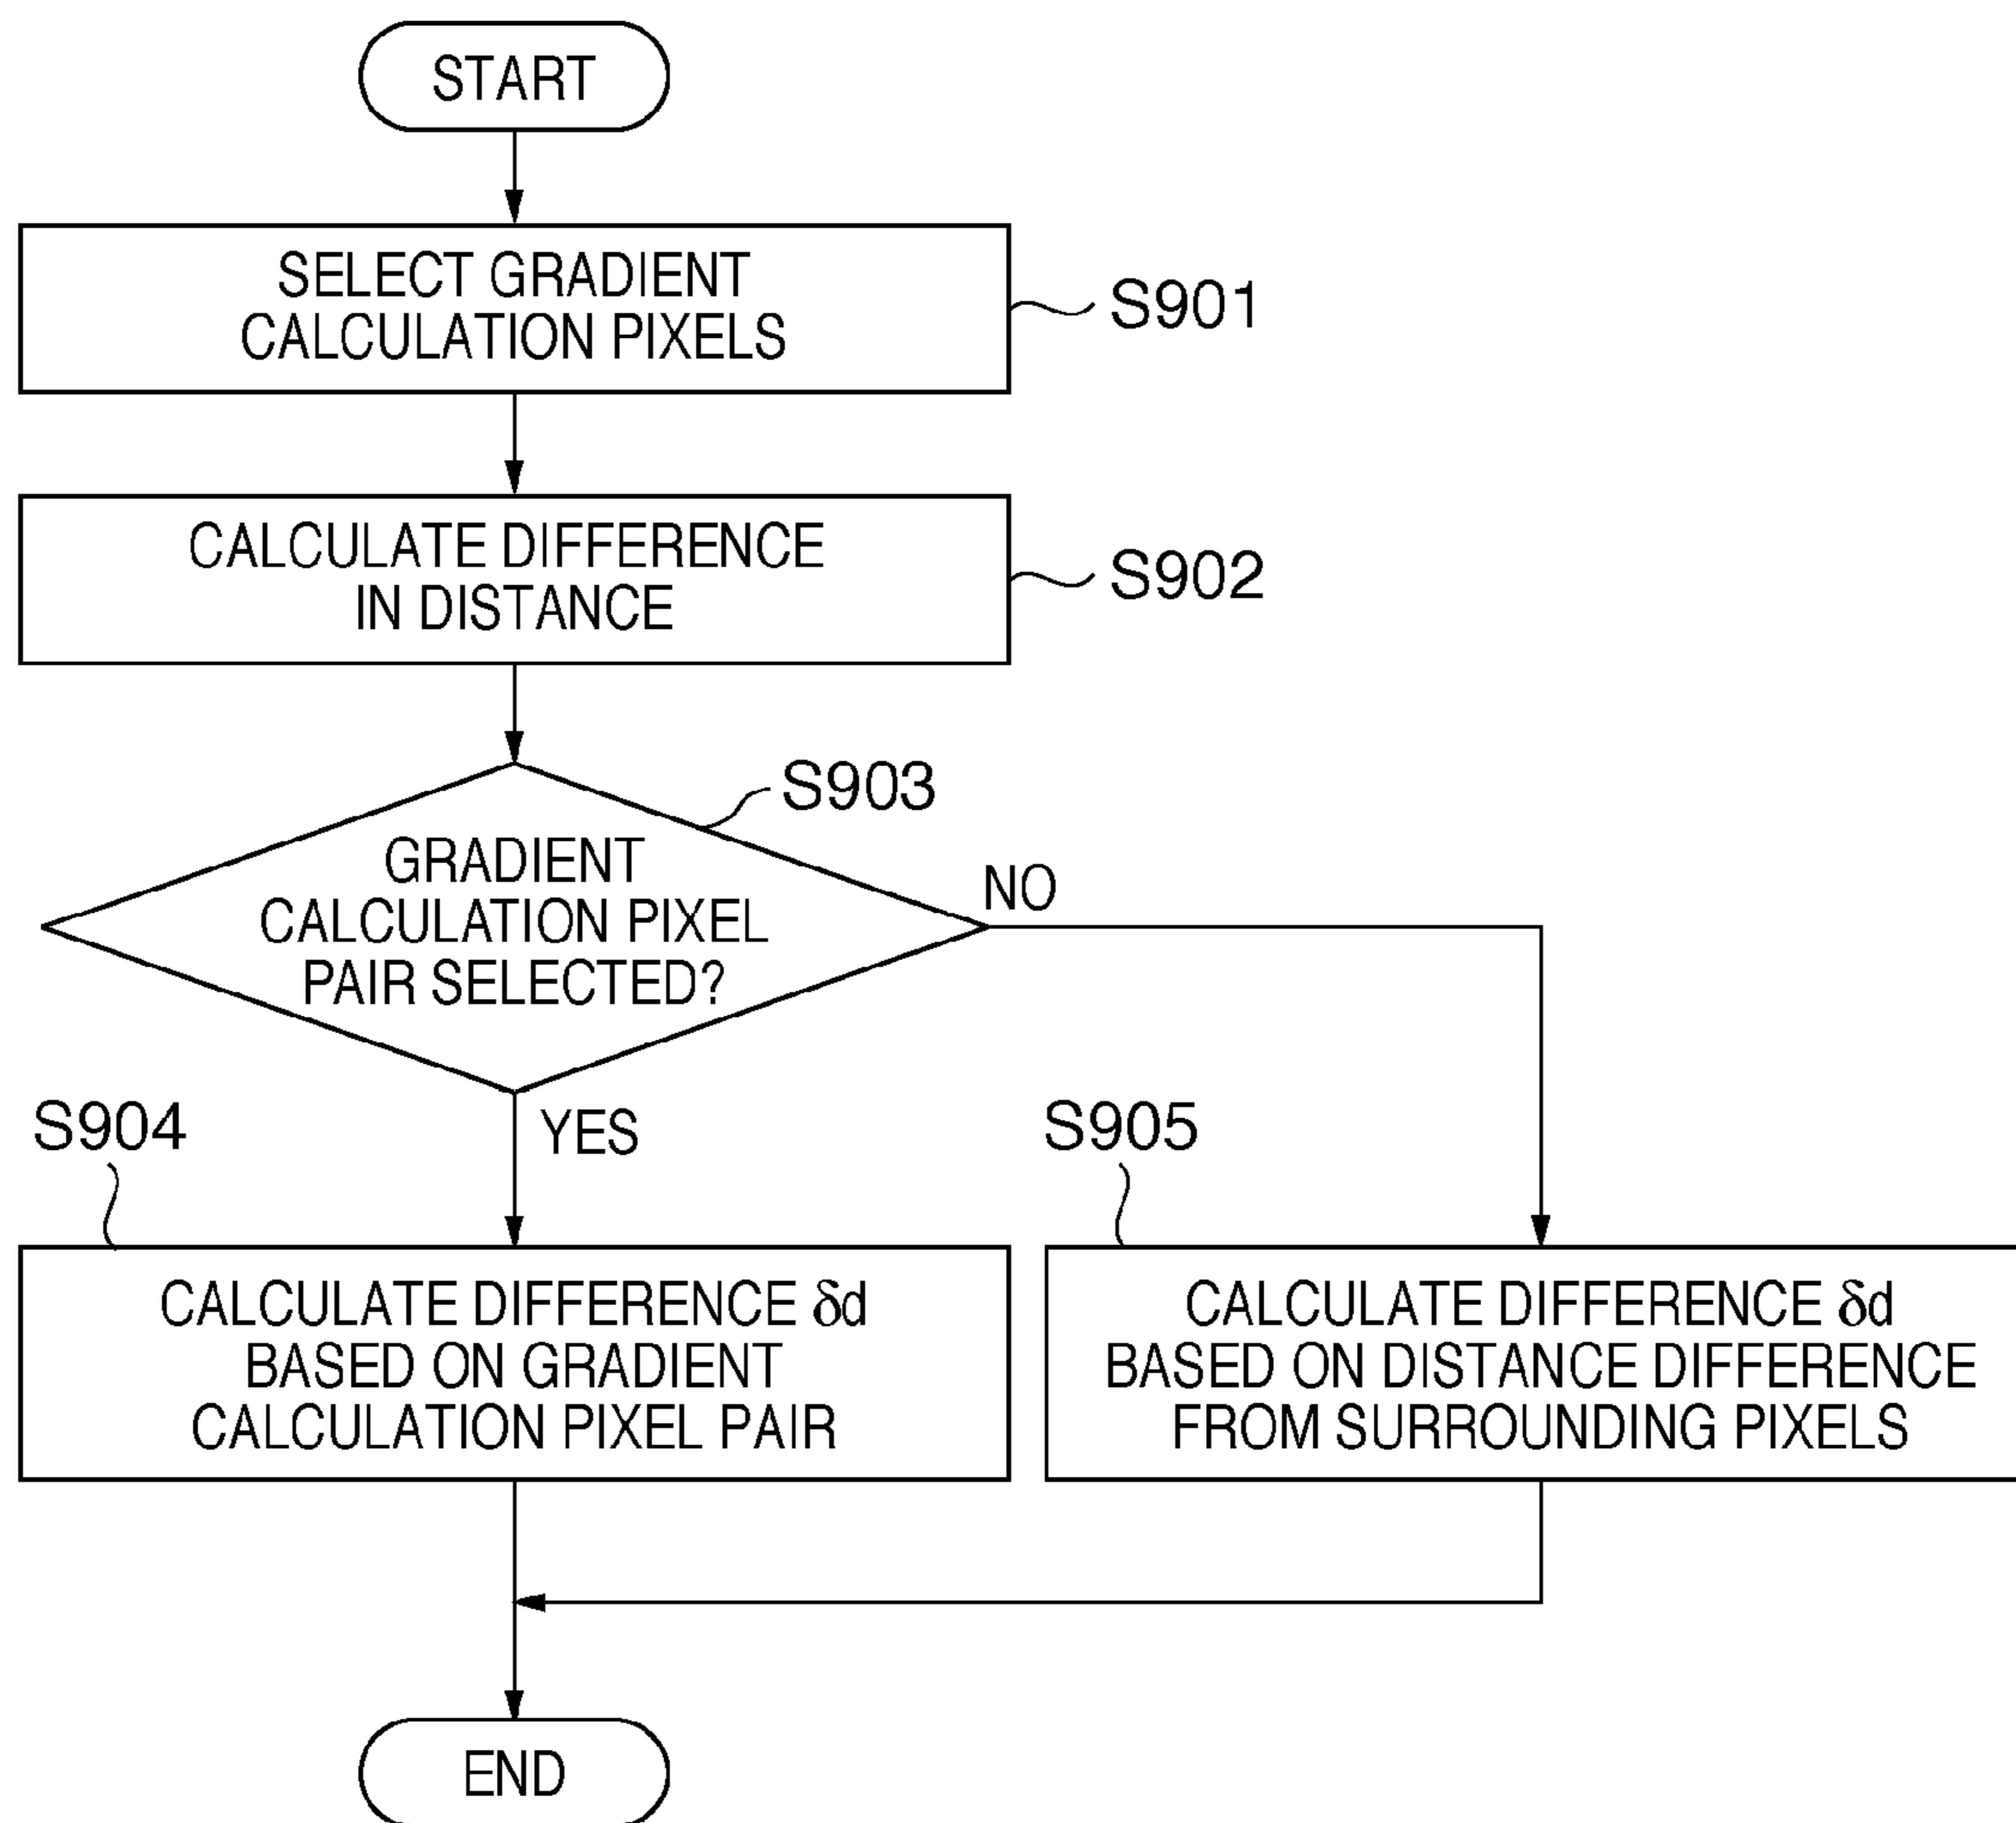 START
SELECT GRADIENT
CALCULATION PIXELS
S901
CALCULATE DIFFERENCE
IN DISTANCE
S902
S903
GRADIENT
CALCULATION PIXEL
PAIR SELECTED?
NO
YES
S904
CALCULATE DIFFERENCE δd
BASED ON GRADIENT
CALCULATION PIXEL PAIR
S905
CALCULATE DIFFERENCE δd
BASED ON DISTANCE DIFFERENCE
FROM SURROUNDING PIXELS
END